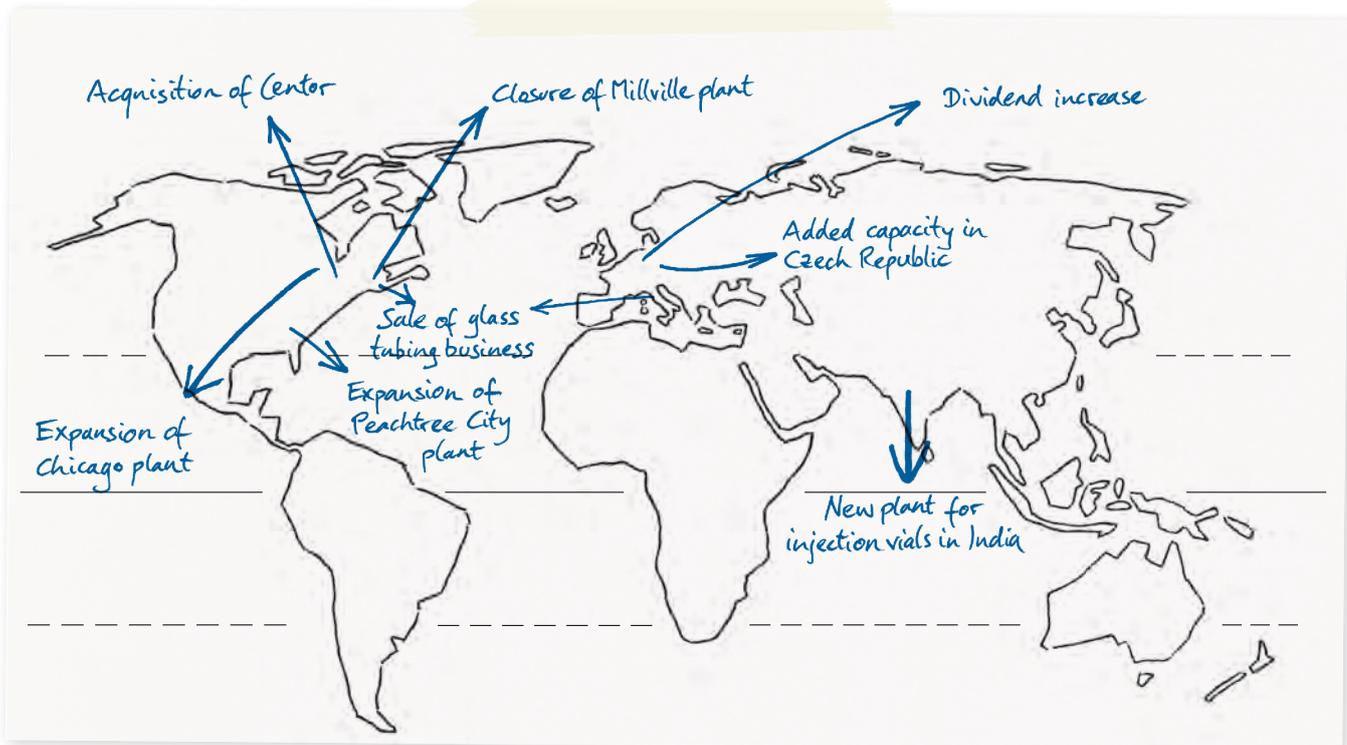 Acquisition of Centor
Closure of Millville plant
Dividend increase
Added capacity in
Czech Republic
Sale of glass
tubing business
Expansion of
Peachtree City
plant
Expansion of
Chicago plant
New plant for
injection vials in India